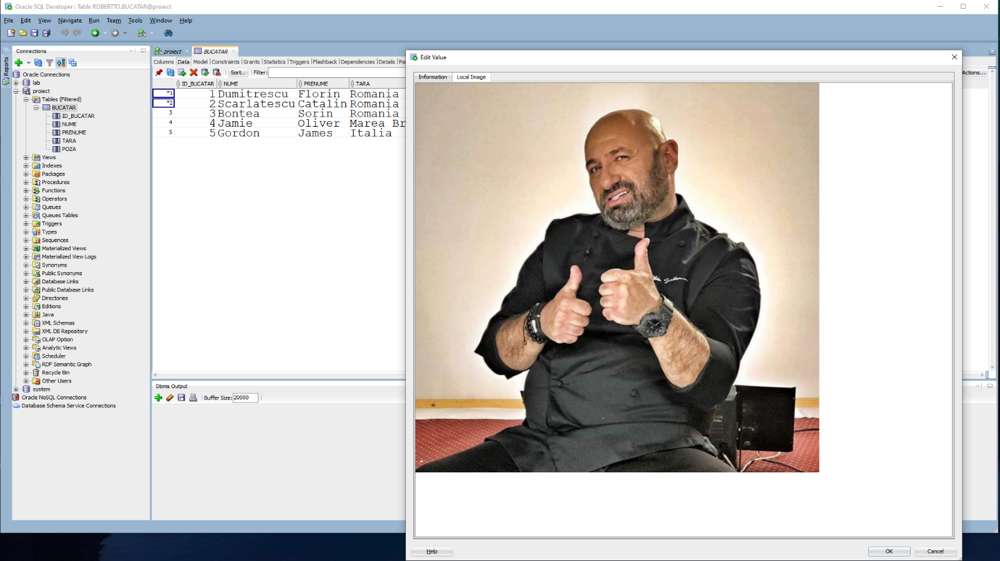 Oracle SQL Developer : Table ROBERTTO.BUCATAR@proiect
File Edit View Navigate Run Team Tools Window Help
Reports
Connections
Oracle Connections
lab
proiect
Tables (Filtered)
BUCATAR
ID_BUCATAR
NUME
PRENUME
TARA
POZA
Views
Indexes
Packages
Procedures
Functions
Operators
Queues
Queues Tables
Triggers
Types
Sequences
Materialized Views
Materialized View Logs
Synonyms
Public Synonyms
Database Links
Public Database Links
Directories
Editions
Java
XML Schemas
XML DB Repository
OLAP Option
Analytic Views
Scheduler
RDF Semantic Graph
Recycle Bin
Other Users
system
Oracle NoSQL Connections
Database Schema Service Connections
proiect BUCATAR
Columns Data Model Constraints Grants Statistics Triggers Flashback Dependencies Details Pa
Sort.. Filter: Actions...
ID_BUCATAR NUME PRENUME TARA
*1 1 Dumitrescu Florin Romania
*2 2 Scarlatescu Catalin Romania
3 3 Bontea Sorin Romania
4 4 Jamie Oliver Marea Br
5 5 Gordon James Italia
Dbms Output
Buffer Size: 20000
Edit Value
Information Local Image
Help OK Cancel